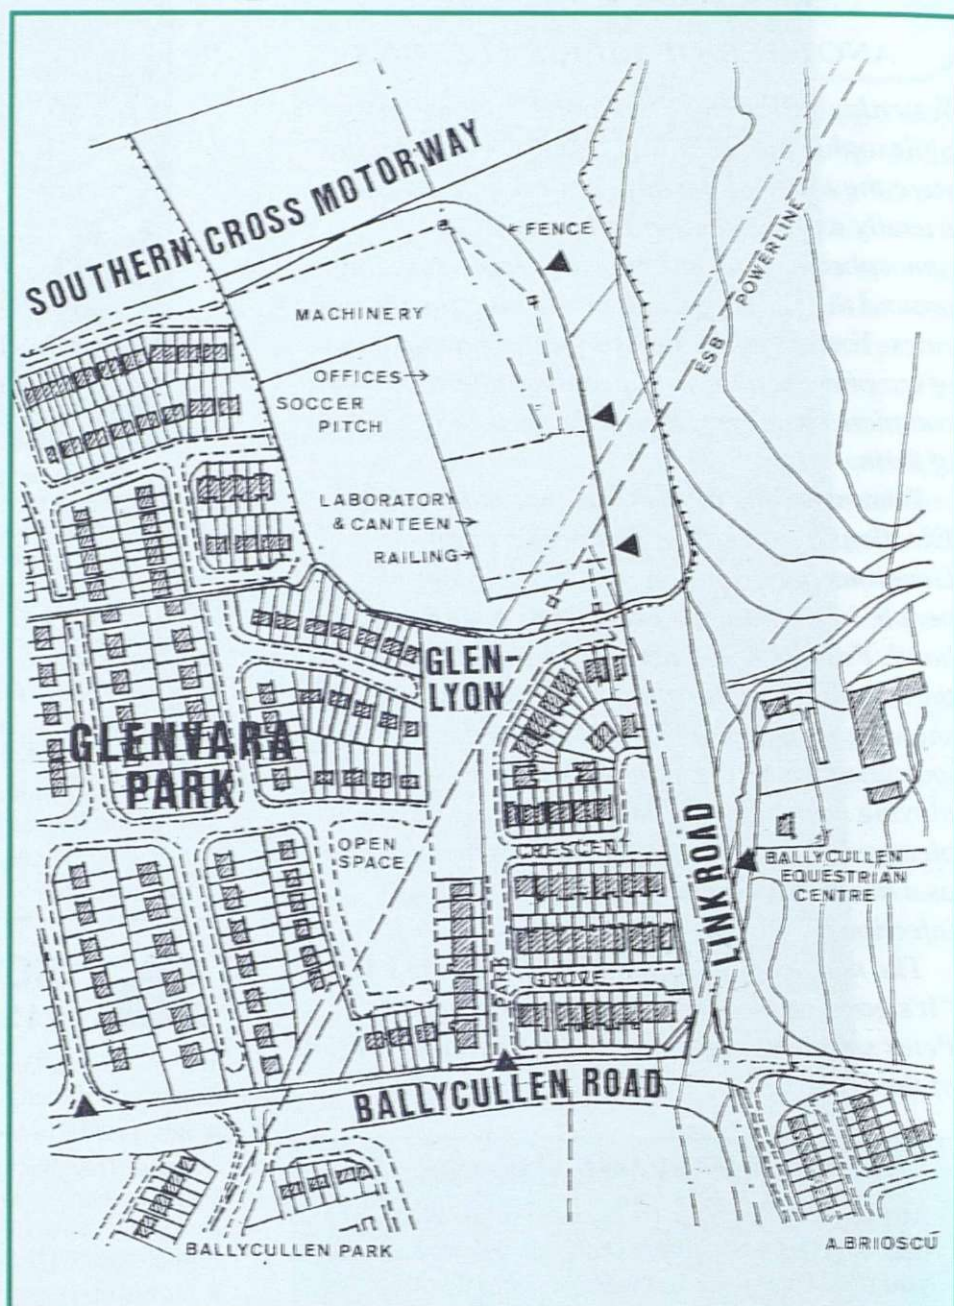 SOUTHERN CROSS MOTORWAY
FENCE
ESB POWERLINE
MACHINERY
OFFICES
SOCCER
PITCH
LABORATORY
& CANTEEN
RAILING
GLEN-
LYON
GLENVARA
PARK
OPEN
SPACE
CRESCENT
LINK ROAD
BALLYCULLEN
EQUESTRIAN
CENTRE
PARK
GROVE
BALLYCULLEN ROAD
BALLYCULLEN PARK
A.BRIOSCÚ